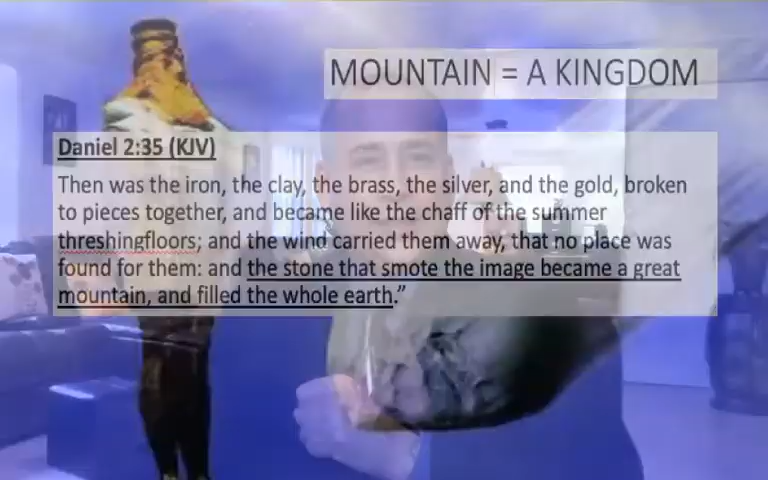 MOUNTAIN = A KINGDOM
Daniel 2:35 (KJV)
Then was the iron, the clay, the brass, the silver, and the gold, broken
to pieces together, and became like the chaff of the summer
threshingfloors; and the wind carried them away, that no place was
found for them: and the stone that smote the image became a great
mountain, and filled the whole earth.”